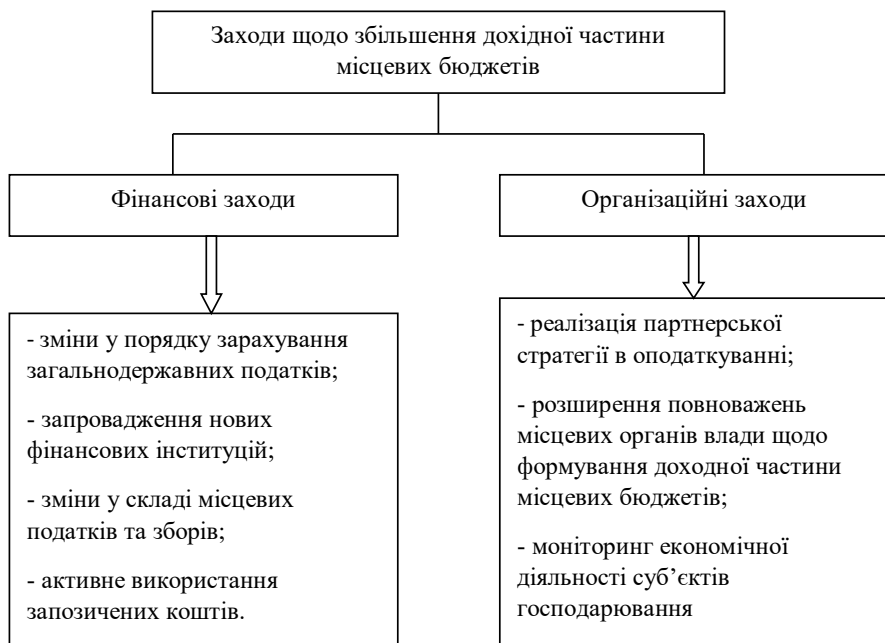 Заходи щодо збільшення дохідної частини
місцевих бюджетів
Фінансові заходи
Організаційні заходи
- зміни у порядку зарахування
загальнодержавних податків;
- запровадження нових
фінансових інституцій;
- зміни у складі місцевих
податків та зборів;
- активне використання
запозичених коштів.
- реалізація партнерської
стратегії в оподаткуванні;
- розширення повноважень
місцевих органів влади щодо
формування доходної частини
місцевих бюджетів;
- моніторинг економічної
діяльності суб’єктів
господарювання